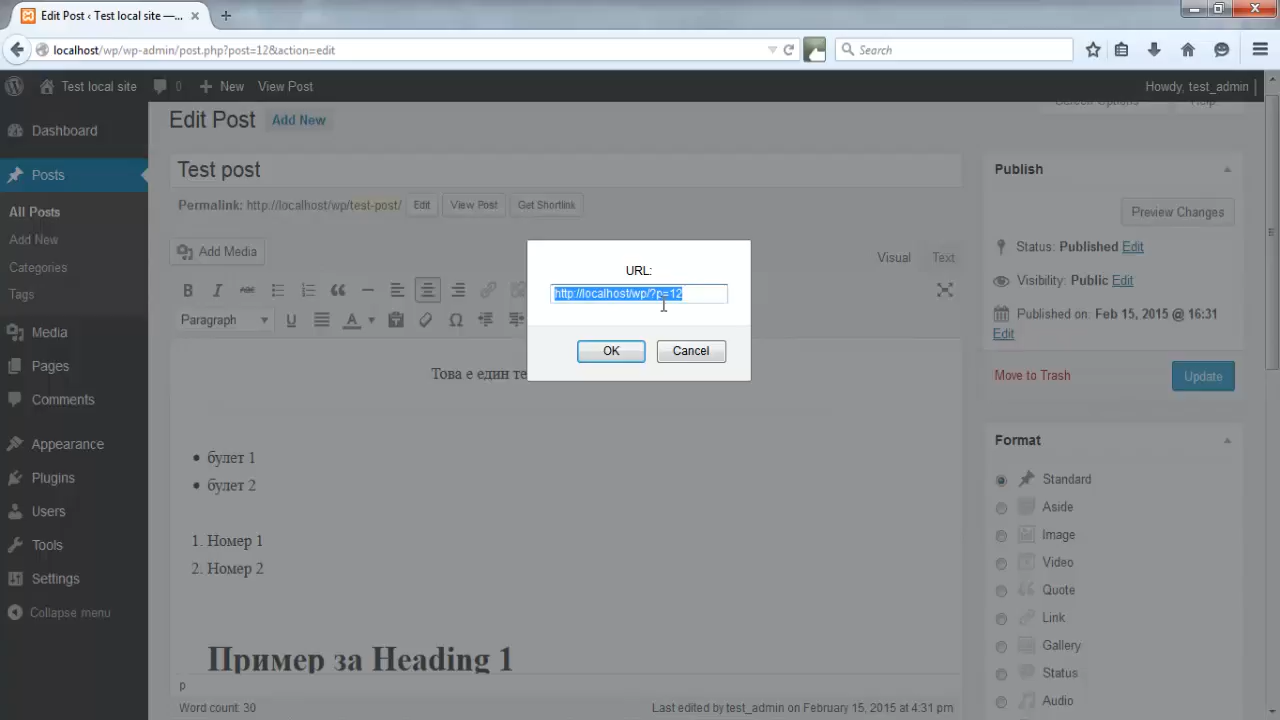 Edit Post ‹ Test local site —...
localhost/wp/wp-admin/post.php?post=12&action=edit
Search
Test local site
0
New
View Post
Howdy, test_admin
Dashboard
Posts
All Posts
Add New
Categories
Tags
Media
Pages
Comments
Appearance
Plugins
Users
Tools
Settings
Collapse menu
Edit Post
Add New
Screen Options
Help
Test post
Permalink: http://localhost/wp/test-post/
Edit
View Post
Get Shortlink
Add Media
Visual
Text
B I ABC
Paragraph
U
A
Ω
Това е един те
булет 1
булет 2
1. Номер 1
2. Номер 2
Пример за Heading 1
p
Word count: 30
Last edited by test_admin on February 15, 2015 at 4:31 pm
URL:
http://localhost/wp/?p=12
OK
Cancel
Publish
Preview Changes
Status: Published Edit
Visibility: Public Edit
Published on: Feb 15, 2015 @ 16:31
Edit
Move to Trash
Update
Format
Standard
Aside
Image
Video
Quote
Link
Gallery
Status
Audio